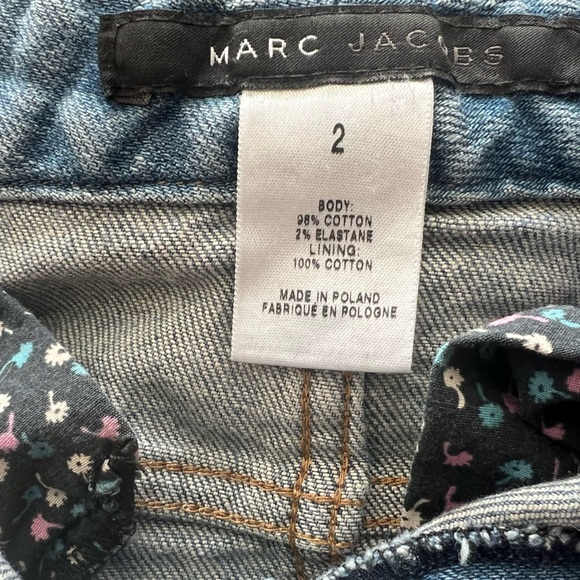 MARC JACOBS
2
BODY:
98% COTTON
2% ELASTANE
LINING:
100% COTTON
MADE IN POLAND
FABRIQUÉ EN POLOGNE